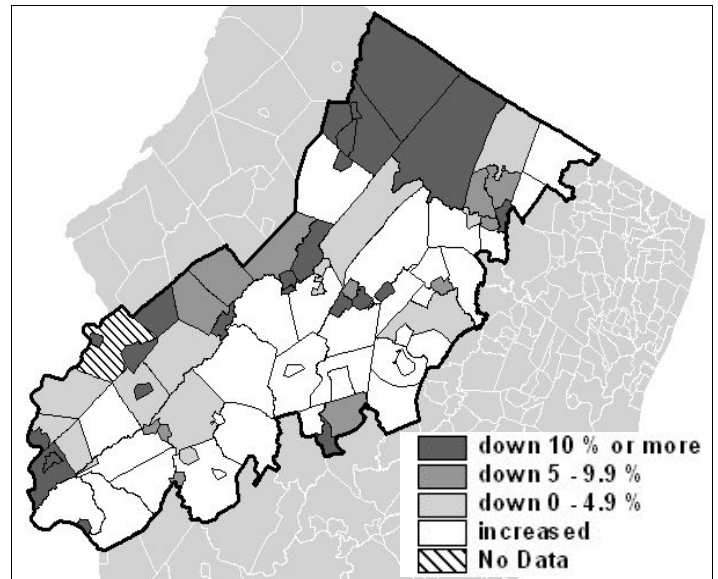 down 10 % or more
down 5 - 9.9 %
down 0 - 4.9 %
increased
No Data